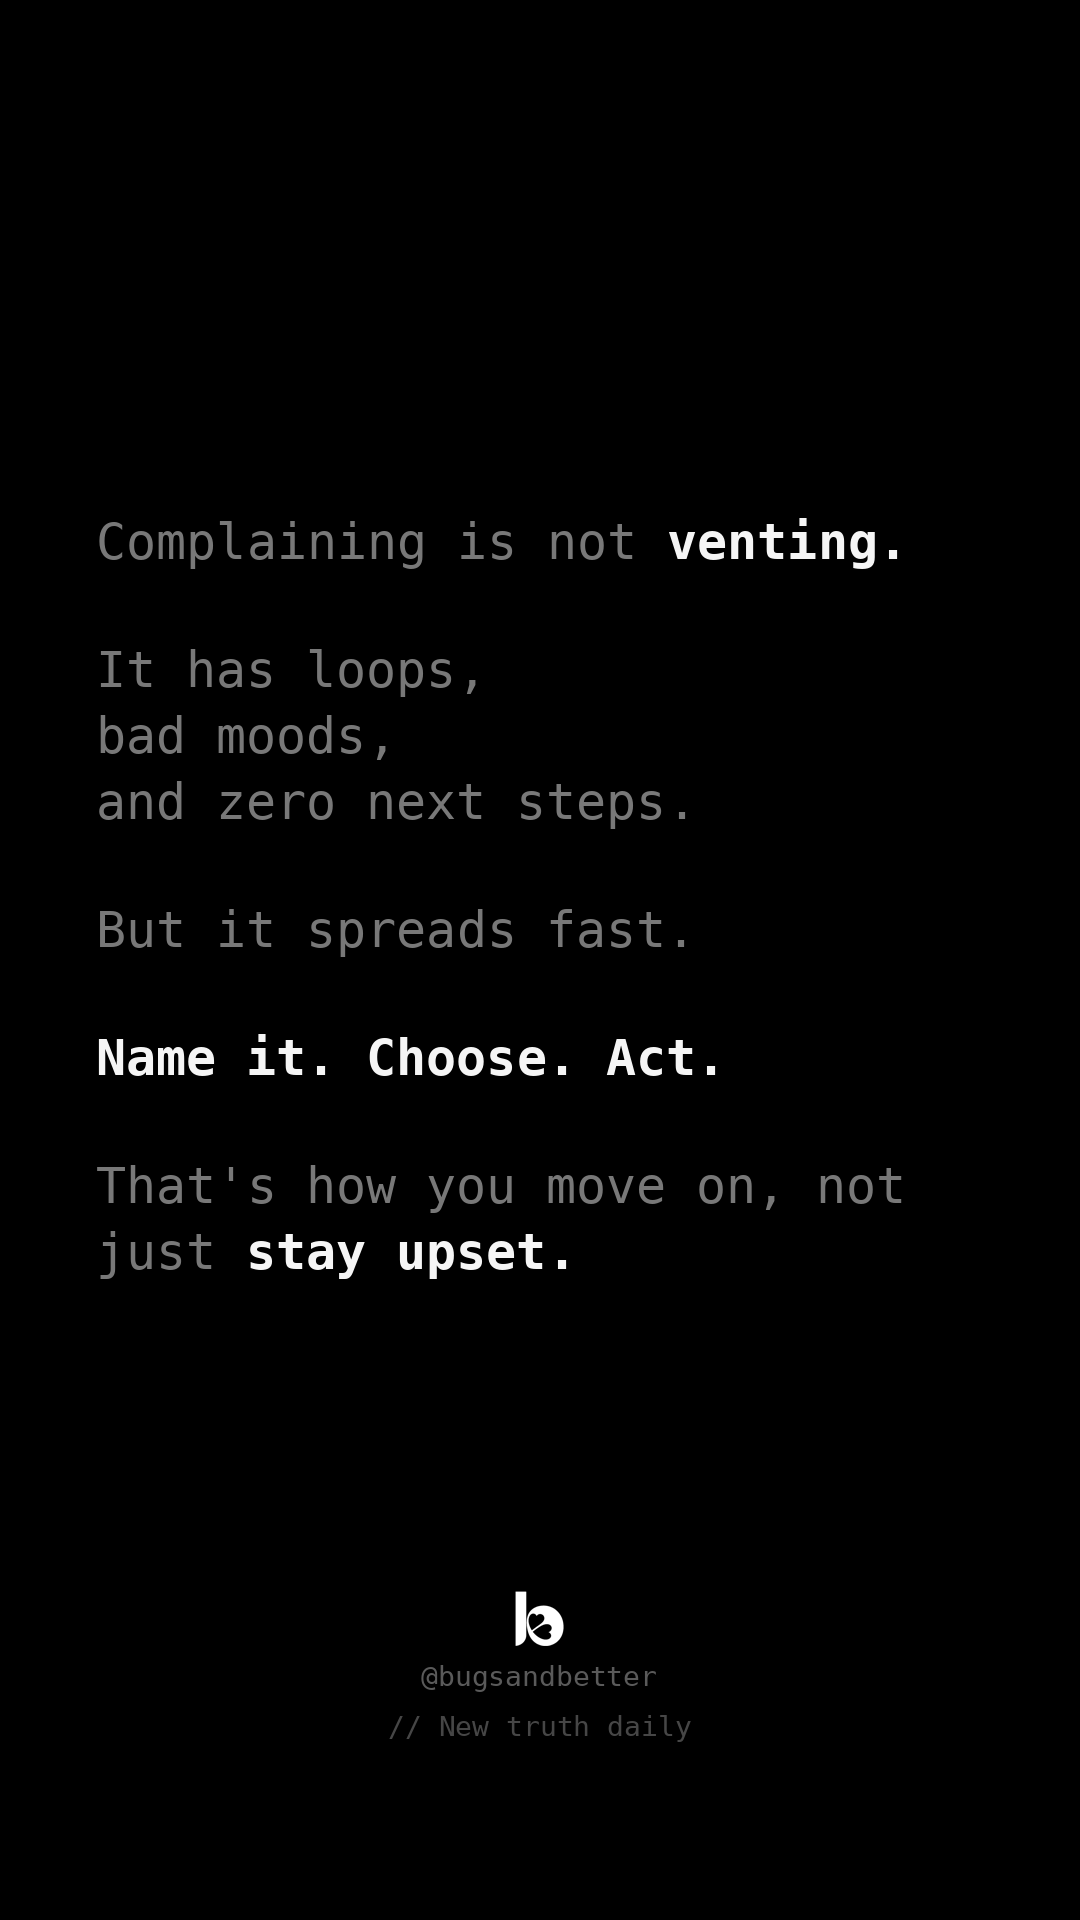 Complaining is not venting.
It has loops,
bad moods,
and zero next steps.
But it spreads fast.
Name it. Choose. Act.
That's how you move on, not
just stay upset.
b
@bugsandbetter
// New truth daily